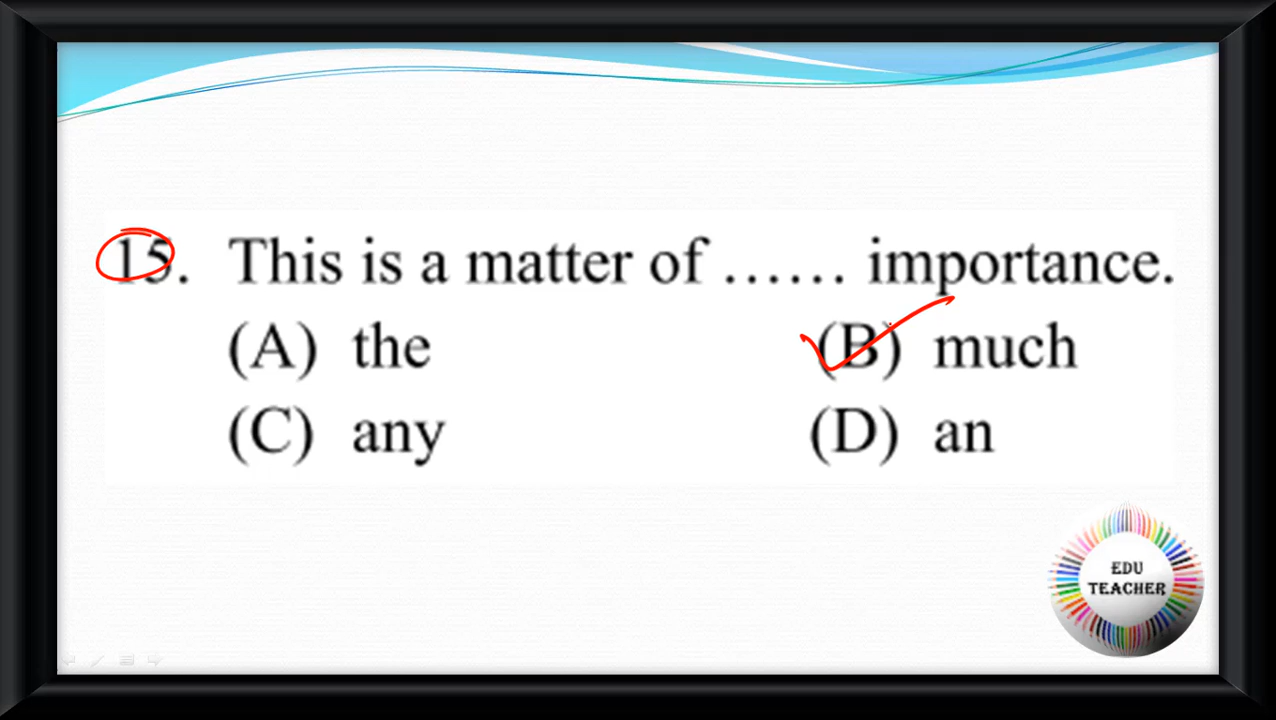 15. This is a matter of ...... importance.
(A) the (B) much
(C) any (D) an
EDU
TEACHER